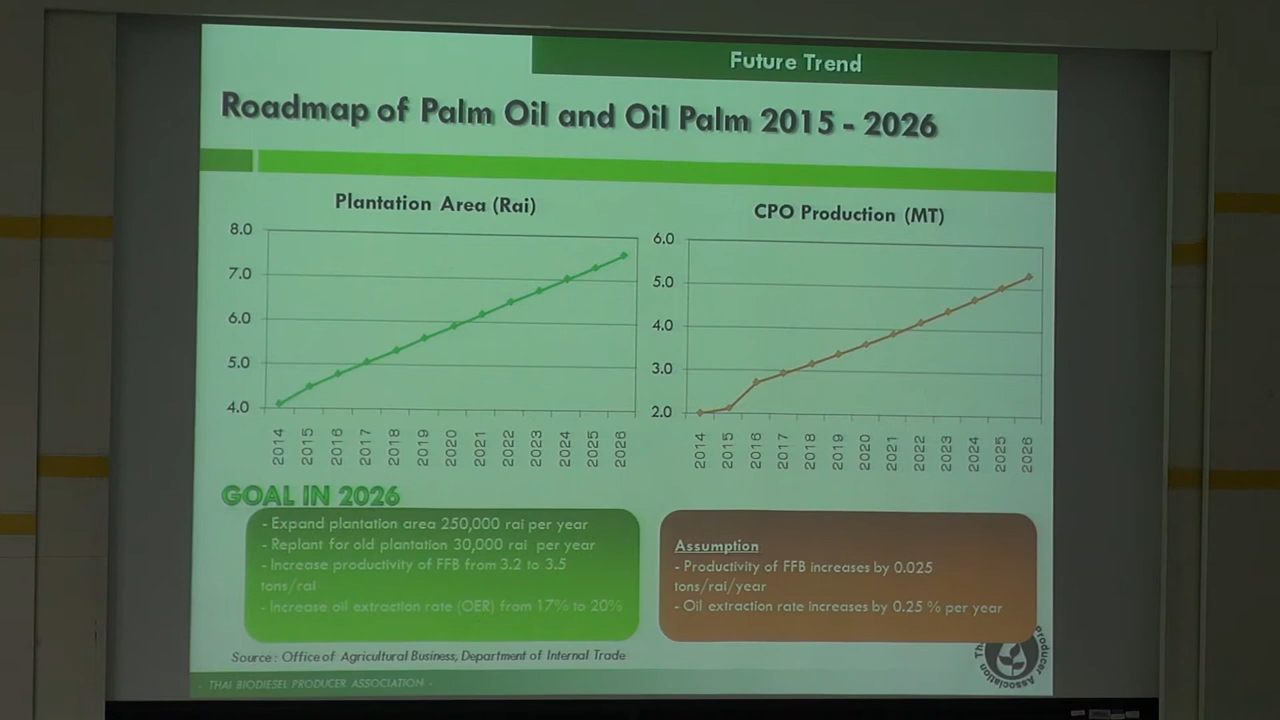 Future Trend
Roadmap of Palm Oil and Oil Palm 2015 - 2026
Plantation Area (Rai)
8.0
7.0
6.0
5.0
4.0
2014 2015 2016 2017 2018 2019 2020 2021 2022 2023 2024 2025 2026
CPO Production (MT)
6.0
5.0
4.0
3.0
2.0
2014 2015 2016 2017 2018 2019 2020 2021 2022 2023 2024 2025 2026
GOAL IN 2026
- Expand plantation area 250,000 rai per year
- Replant for old plantation 30,000 rai per year
- Increase productivity of FFB from 3.2 to 3.5
tons/rai
- Increase oil extraction rate (OER) from 17% to 20%
Assumption
- Productivity of FFB increases by 0.025
tons/rai/year
- Oil extraction rate increases by 0.25 % per year
Source : Office of Agricultural Business, Department of Internal Trade
- THAI BIODIESEL PRODUCER ASSOCIATION -
Producer Association